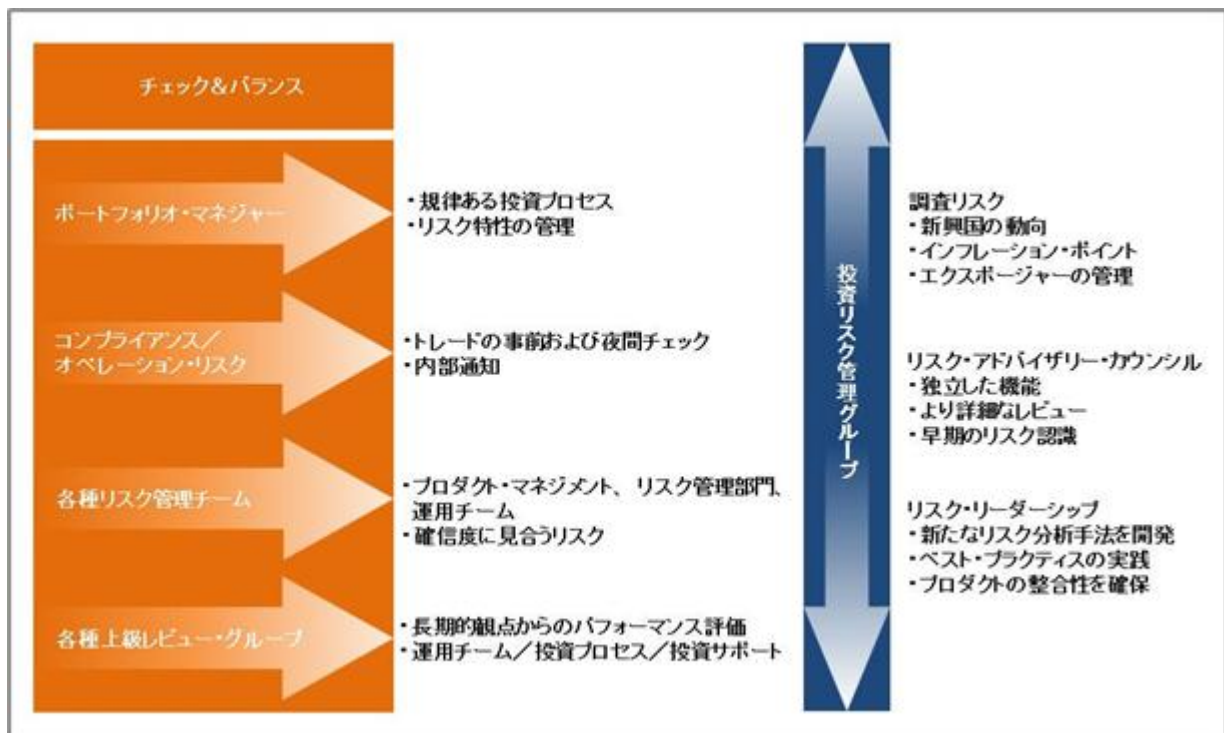 チェック&バランス
ポートフォリオ・マネジャー
・規律ある投資プロセス
・リスク特性の管理
コンプライアンス／
オペレーション・リスク
・トレードの事前および夜間チェック
・内部通知
各種リスク管理チーム
・プロダクト・マネジメント、リスク管理部門、
運用チーム
・確信度に見合うリスク
各種上級レビュー・グループ
・長期的観点からのパフォーマンス評価
・運用チーム／投資プロセス／投資サポート
投資リスク管理グループ
調査リスク
・新興国の動向
・インフレーション・ポイント
・エクスポージャーの管理
リスク・アドバイザリー・カウンシル
・独立した機能
・より詳細なレビュー
・早期のリスク認識
リスク・リーダーシップ
・新たなリスク分析手法を開発
・ベスト・プラクティスの実践
・プロダクトの整合性を確保